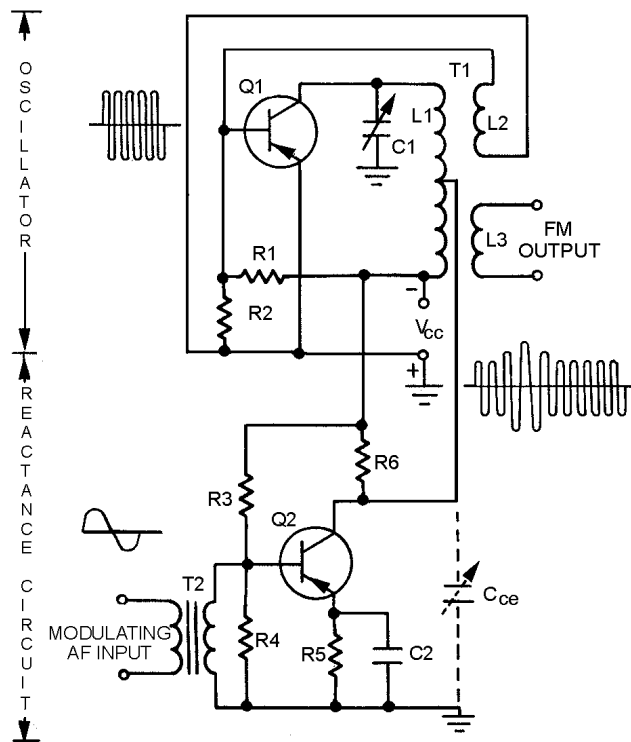 OSCILLATOR
REACTANCE CIRCUIT
Q1
T1
L1
L2
C1
L3
FM
OUTPUT
R1
R2
−
Vcc
+
R6
R3
Q2
T2
Cce
MODULATING
AF INPUT
R4
R5
C2